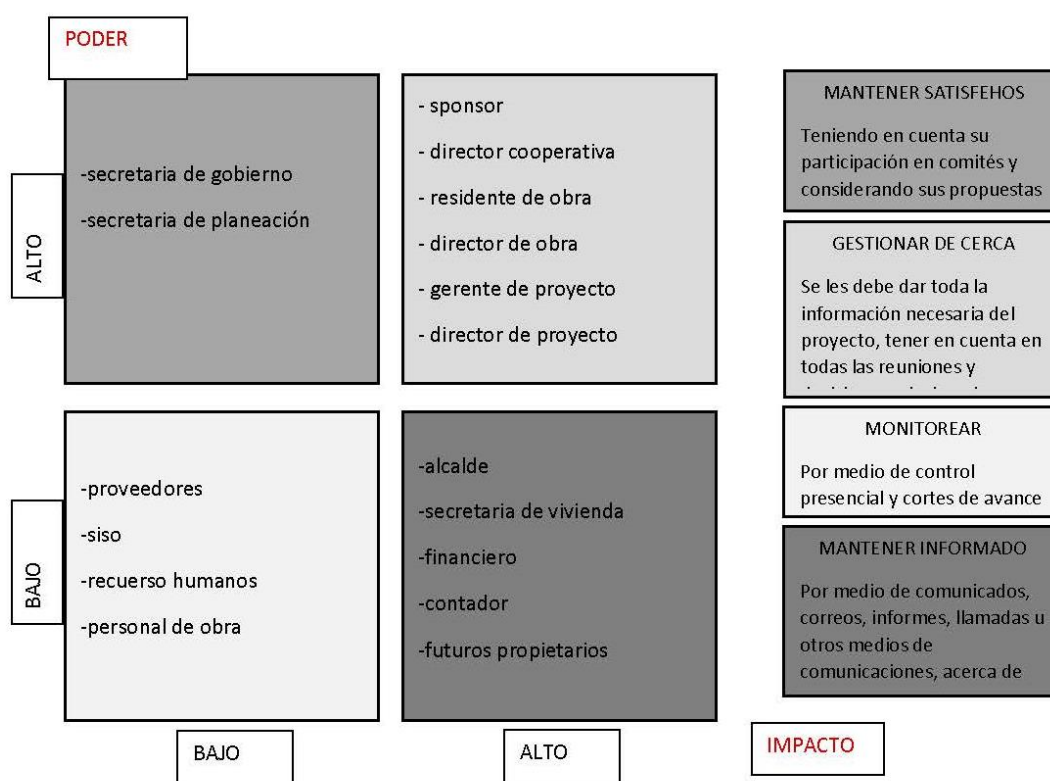 PODER
ALTO
-secretaria de gobierno
-secretaria de planeación
- sponsor
- director cooperativa
- residente de obra
- director de obra
- gerente de proyecto
- director de proyecto
BAJO
-proveedores
-siso
-recuerso humanos
-personal de obra
-alcalde
-secretaria de vivienda
-financiero
-contador
-futuros propietarios
BAJO
ALTO
IMPACTO
MANTENER SATISFEHOS
Teniendo en cuenta su
participación en comités y
considerando sus propuestas
GESTIONAR DE CERCA
Se les debe dar toda la
información necesaria del
proyecto, tener en cuenta en
todas las reuniones y
MONITOREAR
Por medio de control
presencial y cortes de avance
MANTENER INFORMADO
Por medio de comunicados,
correos, informes, llamadas u
otros medios de
comunicaciones, acerca de